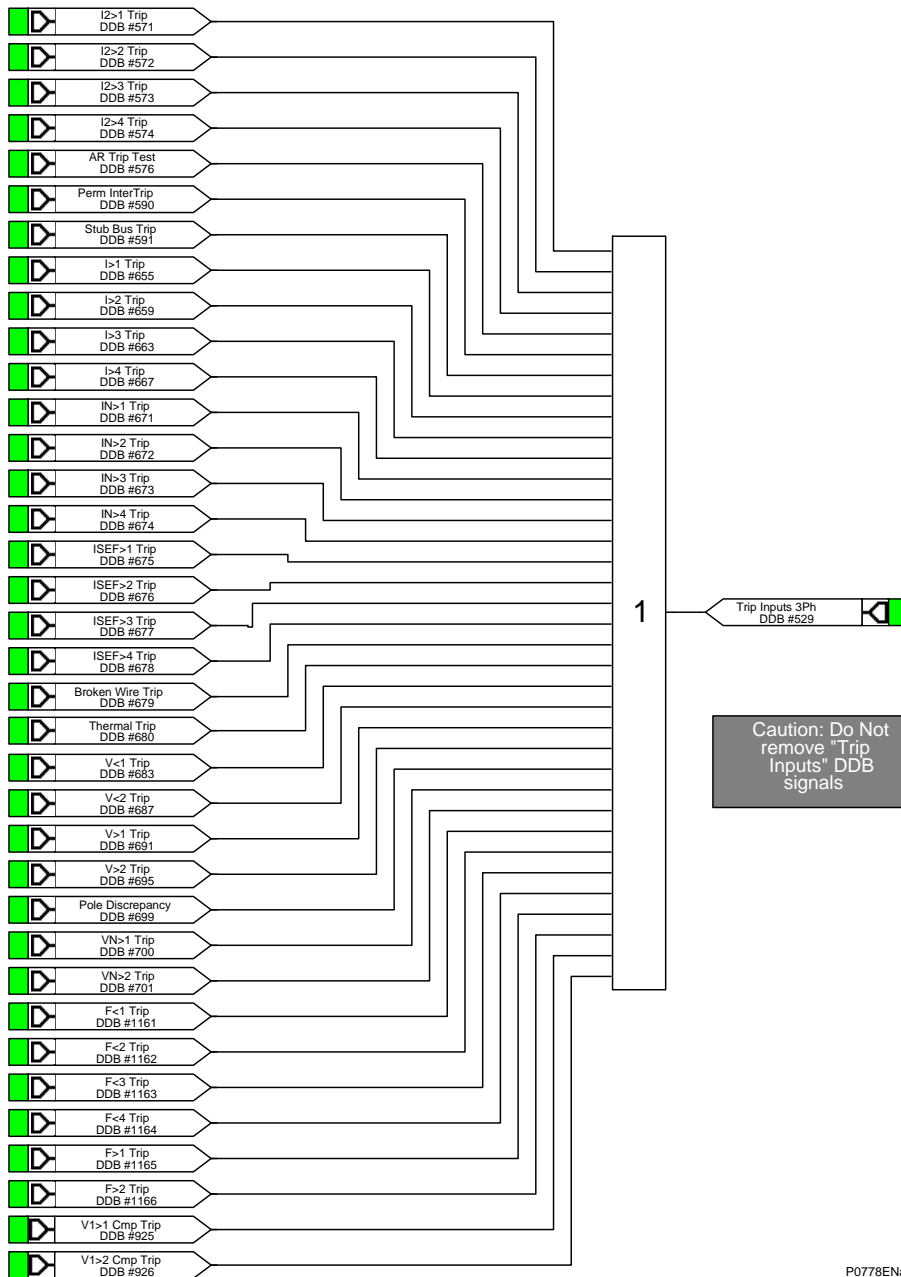 I2>1 Trip
DDB #571
I2>2 Trip
DDB #572
I2>3 Trip
DDB #573
I2>4 Trip
DDB #574
AR Trip Test
DDB #576
Perm InterTrip
DDB #590
Stub Bus Trip
DDB #591
I>1 Trip
DDB #655
I>2 Trip
DDB #659
I>3 Trip
DDB #663
I>4 Trip
DDB #667
IN>1 Trip
DDB #671
IN>2 Trip
DDB #672
IN>3 Trip
DDB #673
IN>4 Trip
DDB #674
ISEF>1 Trip
DDB #675
ISEF>2 Trip
DDB #676
ISEF>3 Trip
DDB #677
ISEF>4 Trip
DDB #678
Broken Wire Trip
DDB #679
Thermal Trip
DDB #680
V<1 Trip
DDB #683
V<2 Trip
DDB #687
V>1 Trip
DDB #691
V>2 Trip
DDB #695
Pole Discrepancy
DDB #699
VN>1 Trip
DDB #700
VN>2 Trip
DDB #701
F<1 Trip
DDB #1161
F<2 Trip
DDB #1162
F<3 Trip
DDB #1163
F<4 Trip
DDB #1164
F>1 Trip
DDB #1165
F>2 Trip
DDB #1166
V1>1 Cmp Trip
DDB #925
V1>2 Cmp Trip
DDB #926
1
Trip Inputs 3Ph
DDB #529
Caution: Do Not
remove "Trip
Inputs" DDB
signals